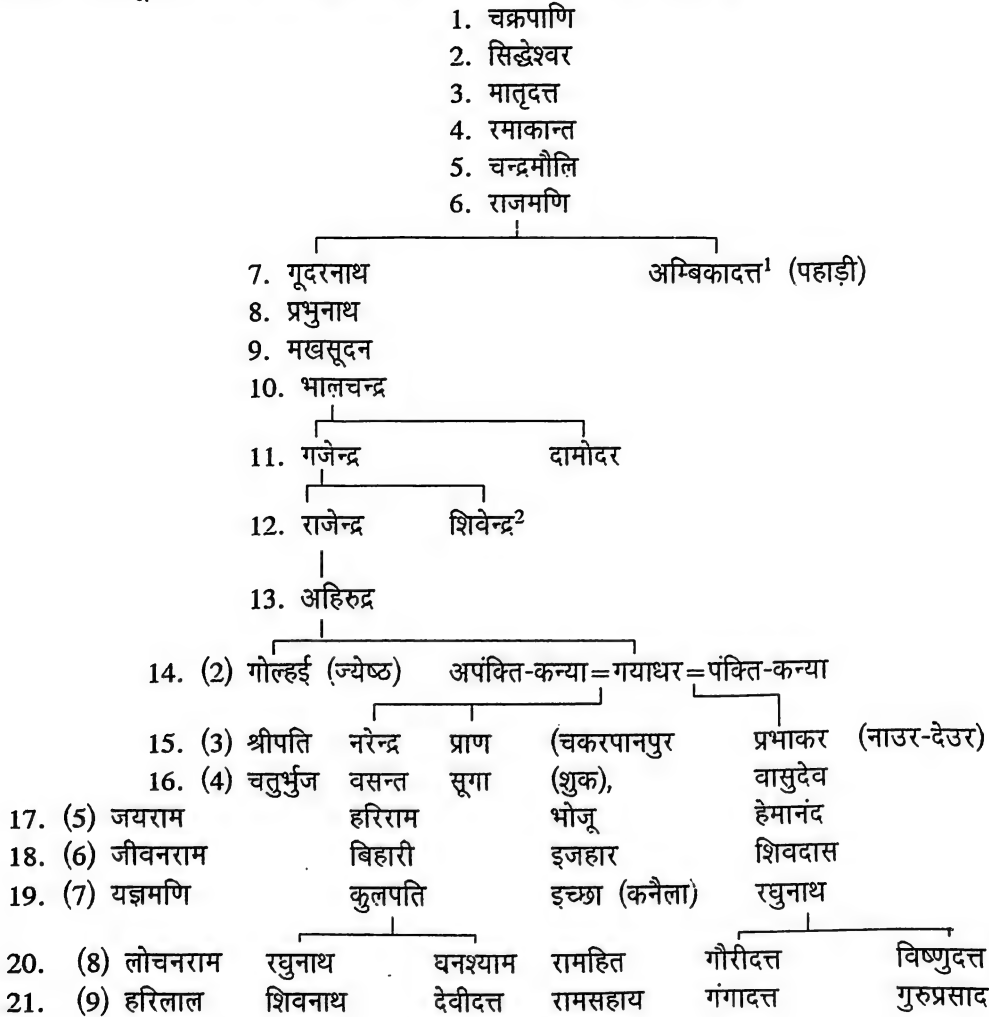 1. चक्रपाणि
2. सिद्धेश्वर
3. मातृदत्त
4. रमाकान्त
5. चन्द्रमौलि
6. राजमणि
7. गूदरनाथ अम्बिकादत्त¹ (पहाड़ी)
8. प्रभुनाथ
9. मखसूदन
10. भालचन्द्र
11. गजेन्द्र दामोदर
12. राजेन्द्र शिवेन्द्र²
13. अहिरुद्र
14. (2) गोल्हई (ज्येष्ठ) अपंक्ति-कन्या=गयाधर=पंक्ति-कन्या
15. (3) श्रीपति नरेन्द्र प्राण (चकरपानपुर प्रभाकर (नाउर-देउर)
16. (4) चतुर्भुज वसन्त सूगा (शुक), वासुदेव
17. (5) जयराम हरिराम भोजू हेमानंद
18. (6) जीवनराम बिहारी इजहार शिवदास
19. (7) यज्ञमणि कुलपति इच्छा (कनैला) रघुनाथ
20. (8) लोचनराम रघुनाथ घनश्याम रामहित गौरीदत्त विष्णुदत्त
21. (9) हरिलाल शिवनाथ देवीदत्त रामसहाय गंगादत्त गुरुप्रसाद